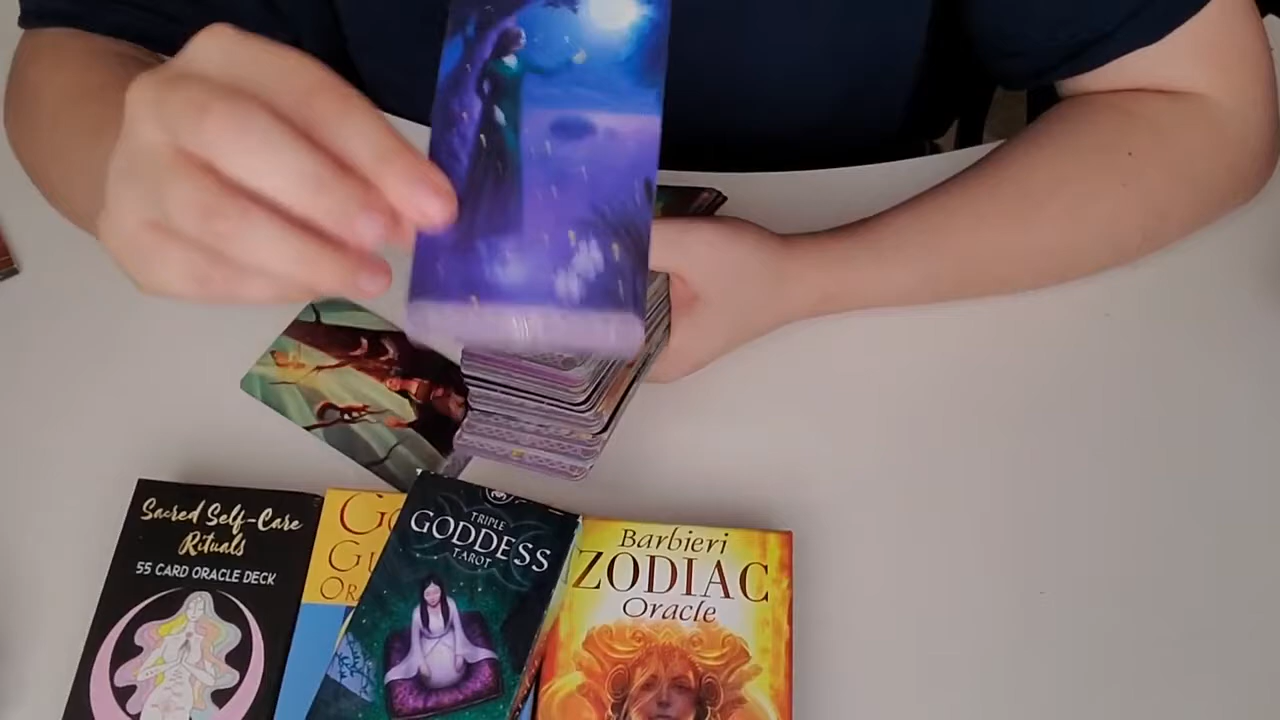 Sacred Self-Care
Rituals
55 CARD ORACLE DECK
TRIPLE
GODDESS
TAROT
Barbieri
ZODIAC
Oracle